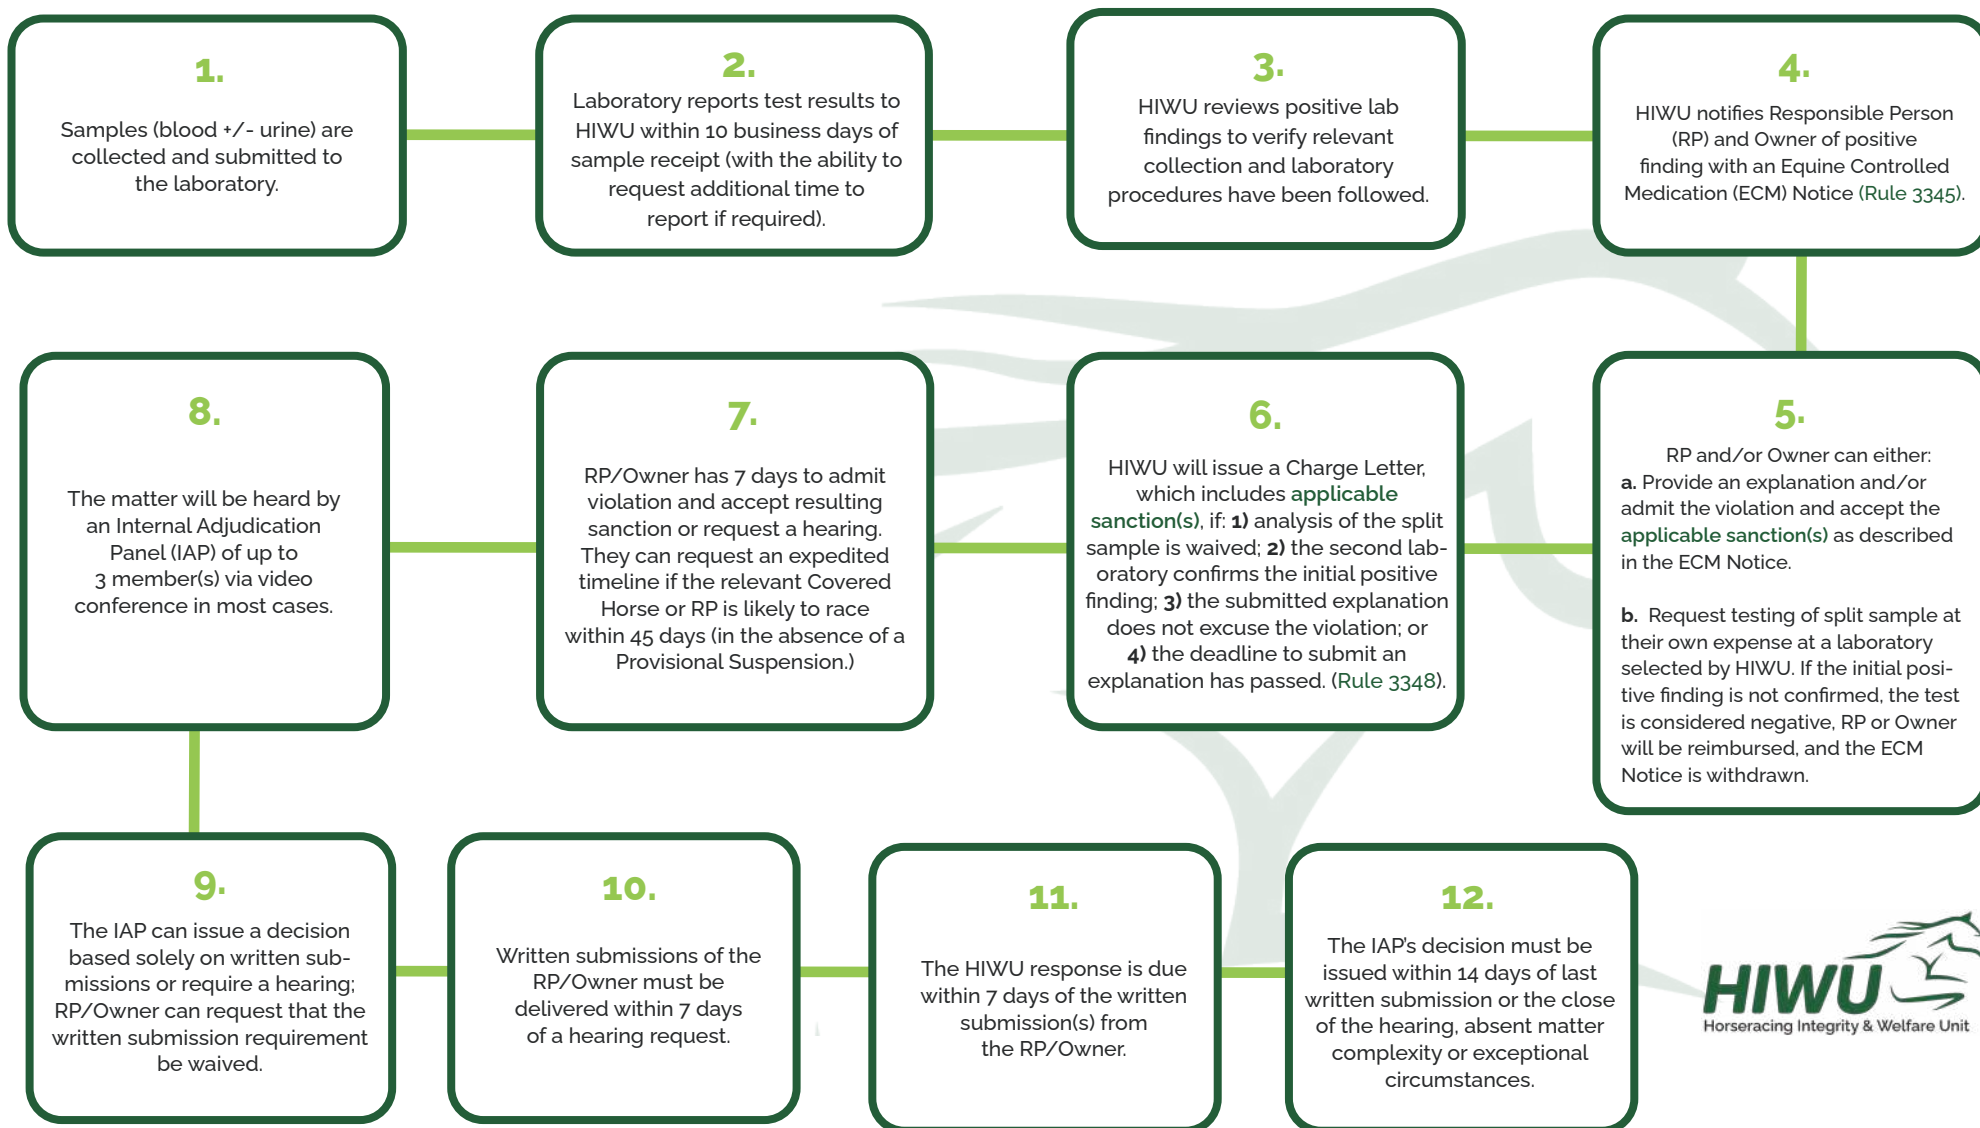 1.
Samples (blood +/- urine) are
collected and submitted to
the laboratory.
2.
Laboratory reports test results to
HIWU within 10 business days of
sample receipt (with the ability to
request additional time to
report if required).
3.
HIWU reviews positive lab
findings to verify relevant
collection and laboratory
procedures have been followed.
4.
HIWU notifies Responsible Person
(RP) and Owner of positive
finding with an Equine Controlled
Medication (ECM) Notice (Rule 3345).
5.
RP and/or Owner can either:
a. Provide an explanation and/or
admit the violation and accept the
applicable sanction(s) as described
in the ECM Notice.
b. Request testing of split sample at
their own expense at a laboratory
selected by HIWU. If the initial posi-
tive finding is not confirmed, the test
is considered negative, RP or Owner
will be reimbursed, and the ECM
Notice is withdrawn.
6.
HIWU will issue a Charge Letter,
which includes applicable
sanction(s), if: 1) analysis of the split
sample is waived; 2) the second lab-
oratory confirms the initial positive
finding; 3) the submitted explanation
does not excuse the violation; or
4) the deadline to submit an
explanation has passed. (Rule 3348).
7.
RP/Owner has 7 days to admit
violation and accept resulting
sanction or request a hearing.
They can request an expedited
timeline if the relevant Covered
Horse or RP is likely to race
within 45 days (in the absence of a
Provisional Suspension.)
8.
The matter will be heard by
an Internal Adjudication
Panel (IAP) of up to
3 member(s) via video
conference in most cases.
9.
The IAP can issue a decision
based solely on written sub-
missions or require a hearing;
RP/Owner can request that the
written submission requirement
be waived.
10.
Written submissions of the
RP/Owner must be
delivered within 7 days
of a hearing request.
11.
The HIWU response is due
within 7 days of the written
submission(s) from
the RP/Owner.
12.
The IAP's decision must be
issued within 14 days of last
written submission or the close
of the hearing, absent matter
complexity or exceptional
circumstances.
HIWU
Horseracing Integrity & Welfare Unit